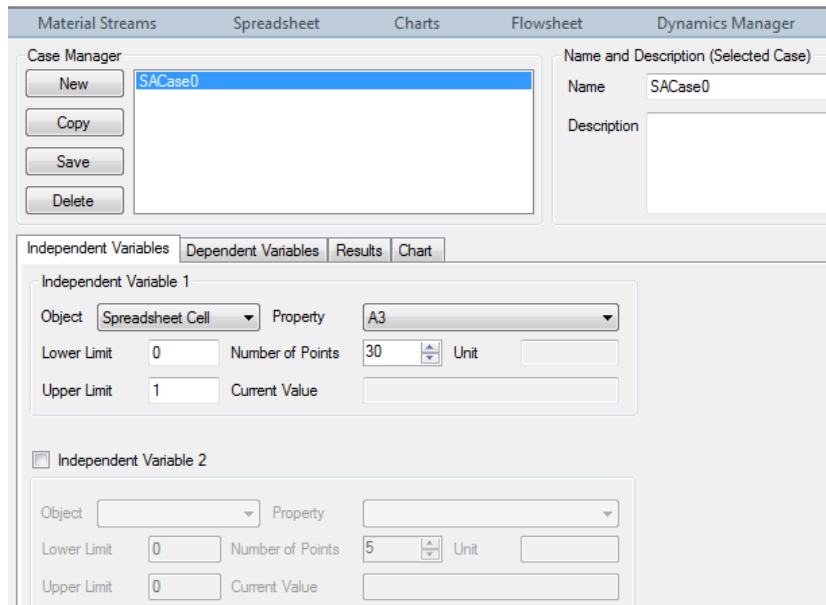 Material Streams Spreadsheet Charts Flowsheet Dynamics Manager
Case Manager
New
Copy
Save
Delete
SACase0
Name and Description (Selected Case)
Name SACase0
Description
Independent Variables Dependent Variables Results Chart
Independent Variable 1
Object Spreadsheet Cell Property A3
Lower Limit 0 Number of Points 30 Unit
Upper Limit 1 Current Value
Independent Variable 2
Object Property
Lower Limit 0 Number of Points 5 Unit
Upper Limit 0 Current Value